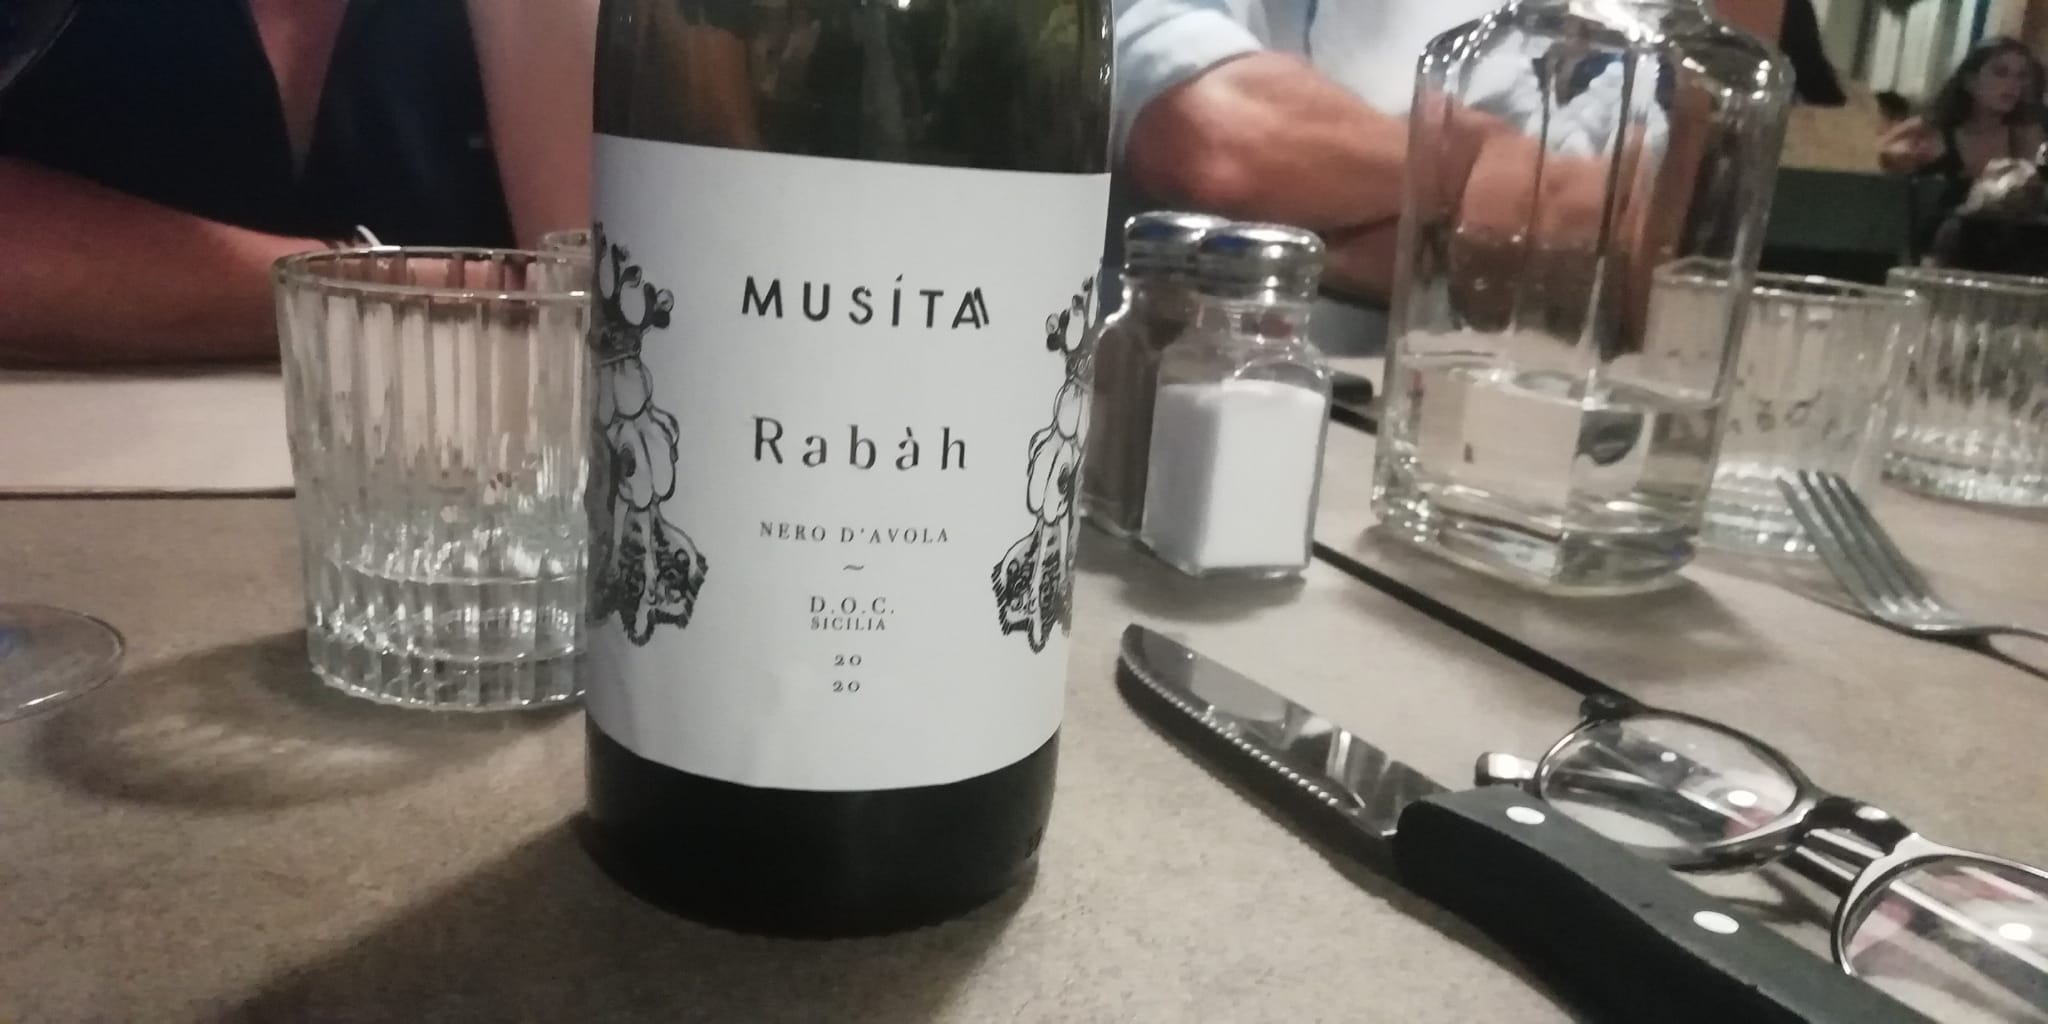 MUSÍTA
Rabàh
NERO D'AVOLA
~
D.O.C.
SICILIA
20
20